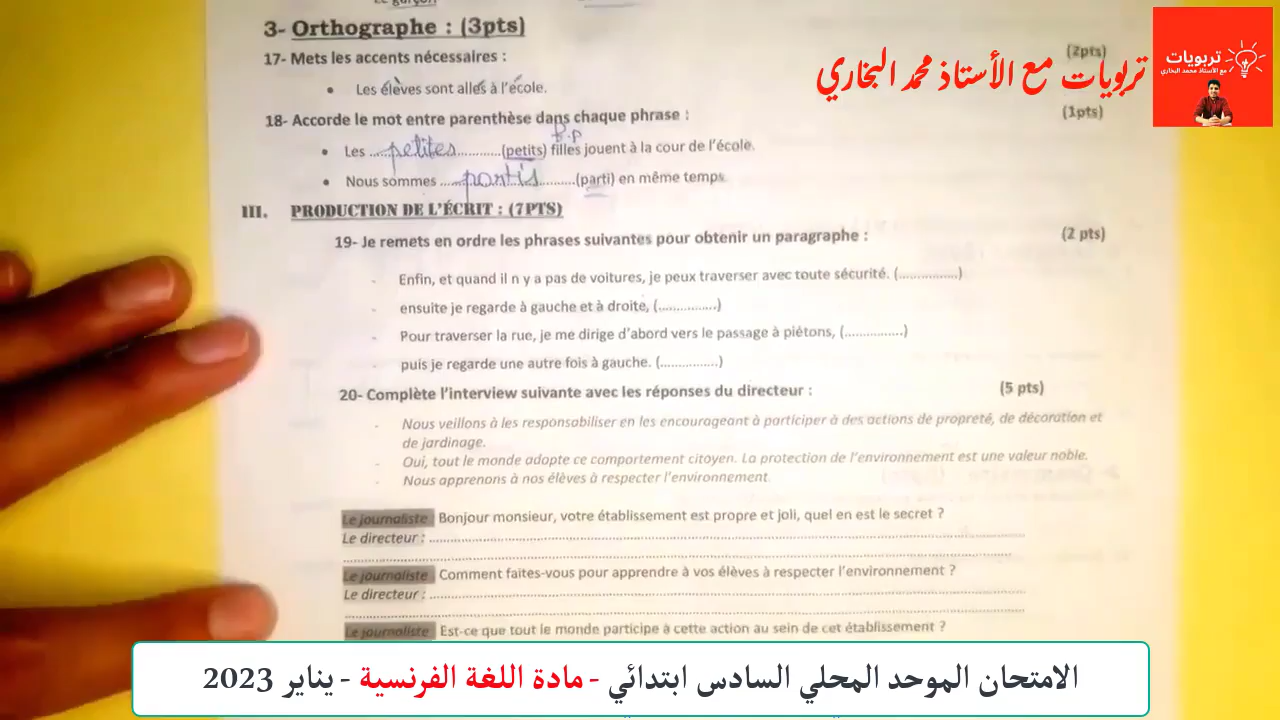 3- Orthographe : (3pts)
17- Mets les accents nécessaires : (2pts)
• Les élèves sont allés à l'école.
18- Accorde le mot entre parenthèse dans chaque phrase : (1pts)
f.p
• Les ....petites............(petits) filles jouent à la cour de l'école.
• Nous sommes ....partis..........(parti) en même temps
III. PRODUCTION DE L'ÉCRIT : (7PTS)
19- Je remets en ordre les phrases suivantes pour obtenir un paragraphe : (2 pts)
- Enfin, et quand il n y a pas de voitures, je peux traverser avec toute sécurité. (...............)
- ensuite je regarde à gauche et à droite, (...............)
- Pour traverser la rue, je me dirige d'abord vers le passage à piétons, (...............)
- puis je regarde une autre fois à gauche. (...............)
20- Complète l'interview suivante avec les réponses du directeur : (5 pts)
- Nous veillons à les responsabiliser en les encourageant à participer à des actions de propreté, de décoration et
de jardinage.
- Oui, tout le monde adopte ce comportement citoyen. La protection de l'environnement est une valeur noble.
- Nous apprenons à nos élèves à respecter l'environnement.
Le journaliste : Bonjour monsieur, votre établissement est propre et joli, quel en est le secret ?
Le directeur : ....................
Le journaliste : Comment faites-vous pour apprendre à vos élèves à respecter l'environnement ?
Le directeur : ....................
Le journaliste : Est-ce que tout le monde participe à cette action au sein de cet établissement ?
تربويات مع الأستاذ محمد البخاري
تربويات
مع الأستاذ محمد البخاري
الامتحان الموحد المحلي السادس ابتدائي - مادة اللغة الفرنسية - يناير 2023